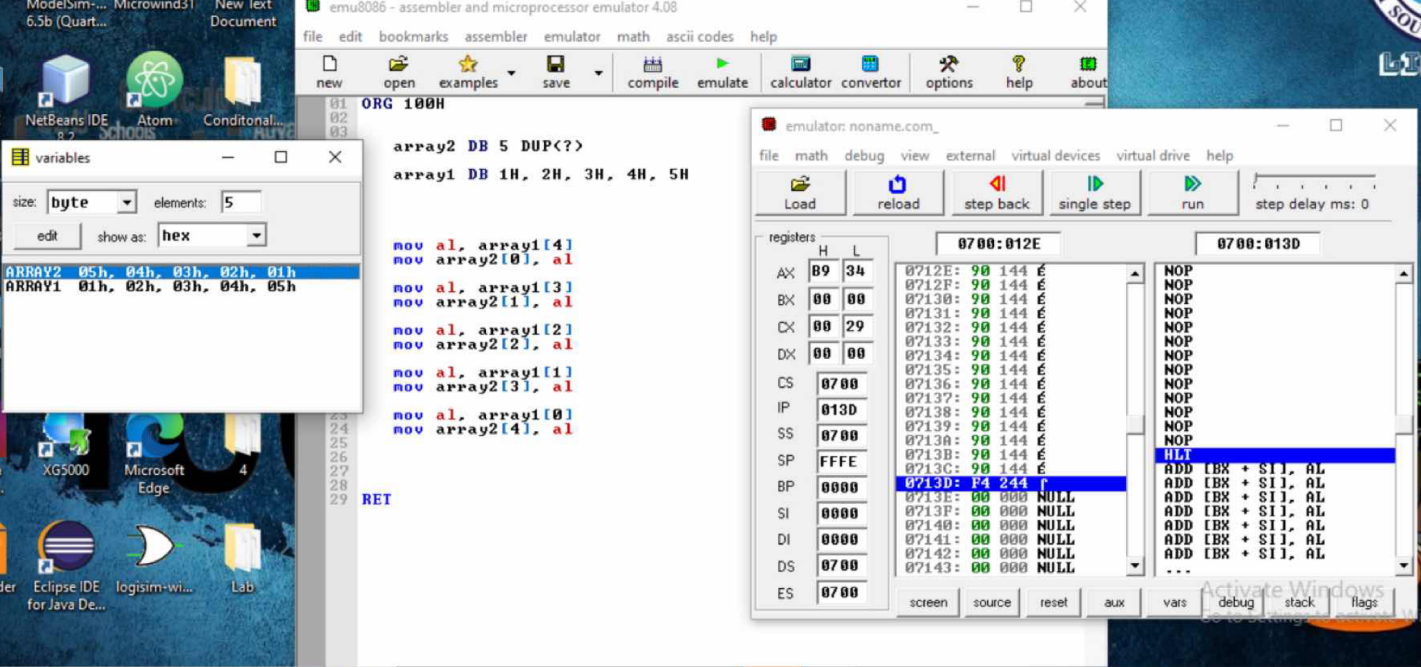 ModelSim-... Microwind31 New Text
6.5b (Quart... Document
NetBeans IDE Atom Conditonal...
8.2
XG5000 Microsoft 4
Edge
Eclipse IDE logisim-wi... Lab
for Java De...
emu8086 - assembler and microprocessor emulator 4.08
file edit bookmarks assembler emulator math ascii codes help
new open examples save compile emulate calculator convertor options help about
01 ORG 100H
02
03
array2 DB 5 DUP(?)
array1 DB 1H, 2H, 3H, 4H, 5H
mov al, array1[4]
mov array2[0], al
mov al, array1[3]
mov array2[1], al
mov al, array1[2]
mov array2[2], al
mov al, array1[1]
mov array2[3], al
23 mov al, array1[0]
24 mov array2[4], al
25
26
27
28
29 RET
variables
size: byte elements: 5
edit show as: hex
ARRAY2 05h, 04h, 03h, 02h, 01h
ARRAY1 01h, 02h, 03h, 04h, 05h
emulator: noname.com_
file math debug view external virtual devices virtual drive help
Load reload step back single step run step delay ms: 0
registers
H L
AX B9 34
BX 00 00
CX 00 29
DX 00 00
CS 0700
IP 013D
SS 0700
SP FFFE
BP 0000
SI 0000
DI 0000
DS 0700
ES 0700
0700:012E
0712E: 90 144 É
0712F: 90 144 É
07130: 90 144 É
07131: 90 144 É
07132: 90 144 É
07133: 90 144 É
07134: 90 144 É
07135: 90 144 É
07136: 90 144 É
07137: 90 144 É
07138: 90 144 É
07139: 90 144 É
0713A: 90 144 É
0713B: 90 144 É
0713C: 90 144 É
0713D: F4 244 ⌠
0713E: 00 000 NULL
0713F: 00 000 NULL
07140: 00 000 NULL
07141: 00 000 NULL
07142: 00 000 NULL
07143: 00 000 NULL
0700:013D
NOP
NOP
NOP
NOP
NOP
NOP
NOP
NOP
NOP
NOP
NOP
NOP
NOP
HLT
ADD [BX + SI], AL
ADD [BX + SI], AL
ADD [BX + SI], AL
ADD [BX + SI], AL
ADD [BX + SI], AL
ADD [BX + SI], AL
ADD [BX + SI], AL
...
screen source reset aux vars debug stack flags
Activate Windows